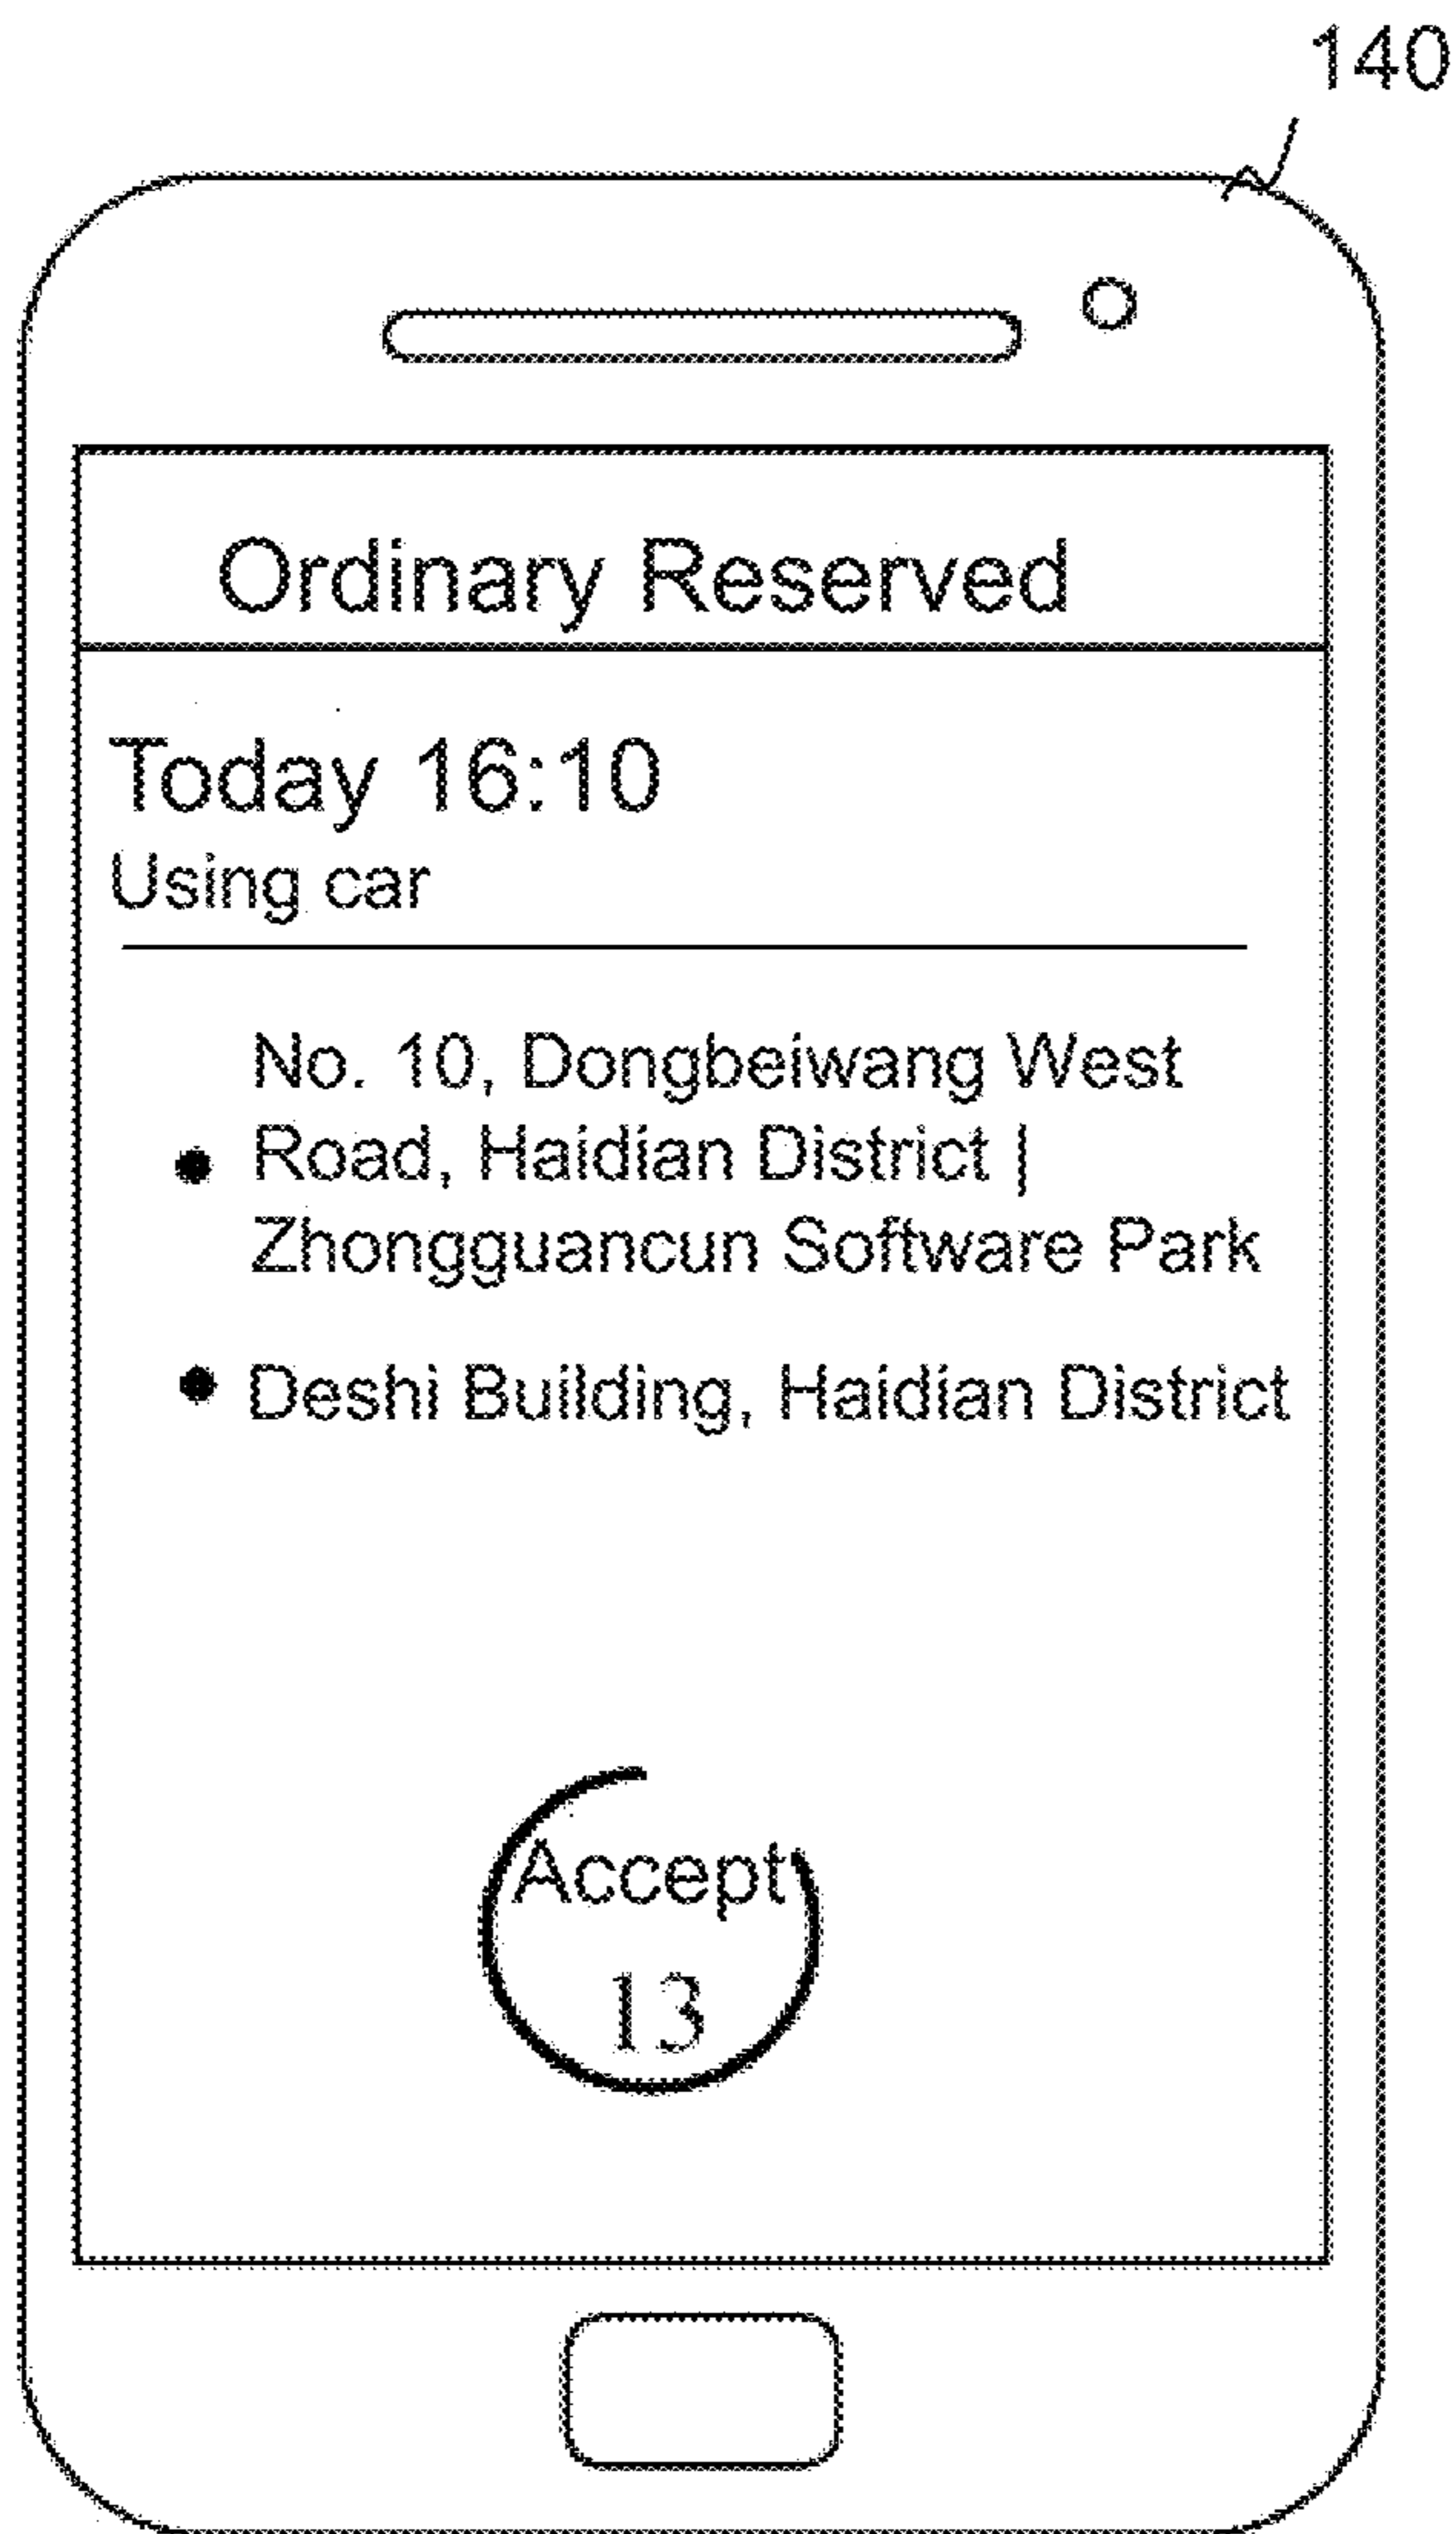 140
Ordinary Reserved
Today 16:10
Using car
No. 10, Dongbeiwang West
Road, Haidian District |
Zhongguancun Software Park
Deshi Building, Haidian District
Accept
13